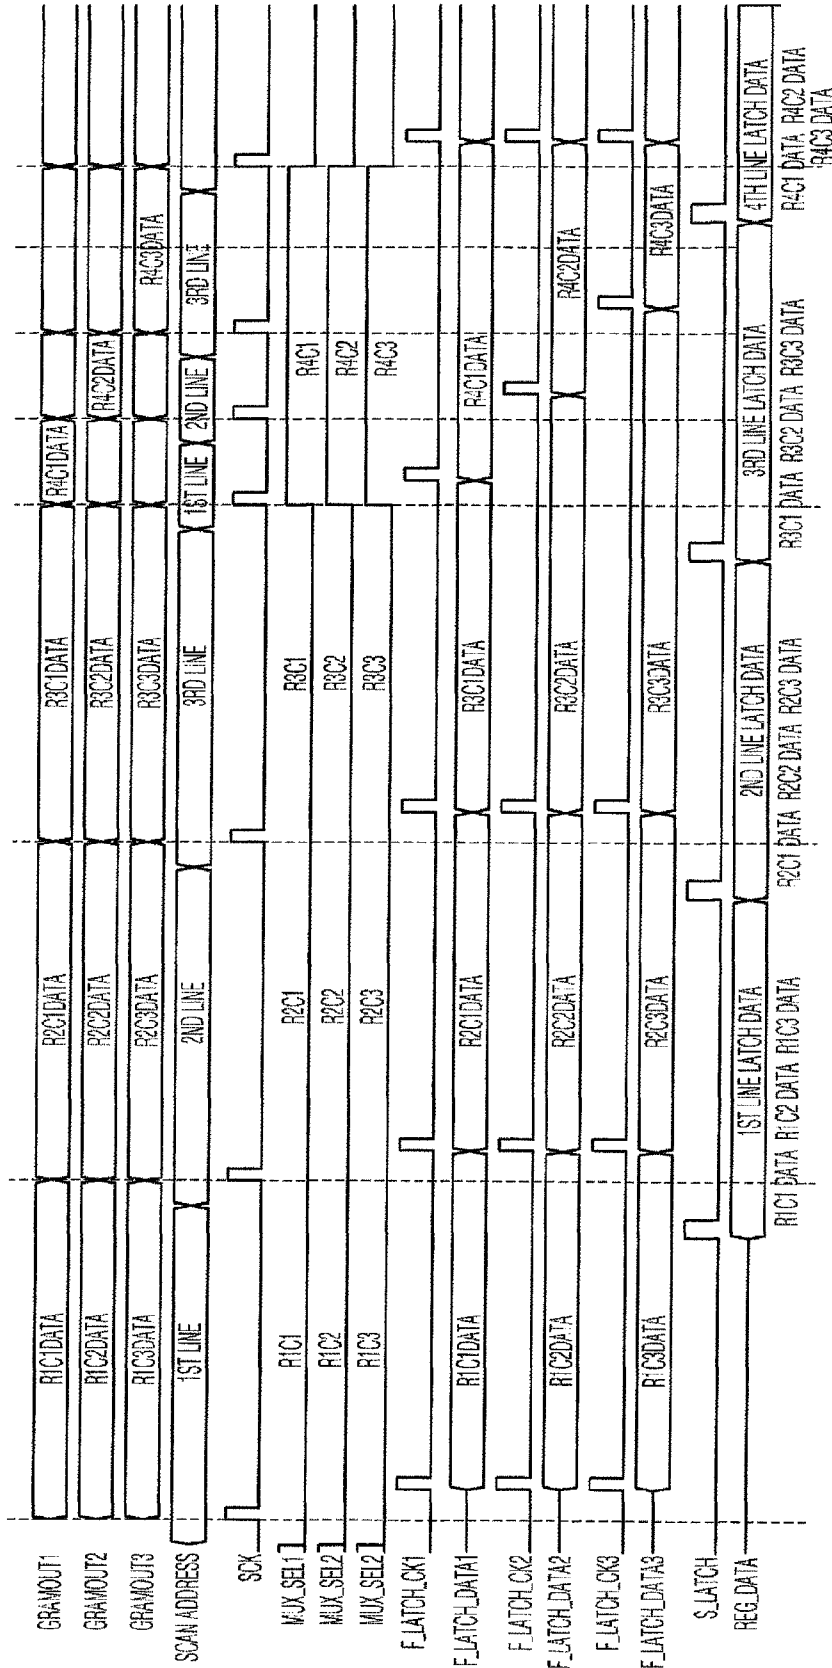 GRAMOUT1 R1C1DATA R2C1DATA R3C1DATA R4C1DATA
GRAMOUT2 R1C2DATA R2C2DATA R3C2DATA R4C2DATA
GRAMOUT3 R1C3DATA R2C3DATA R3C3DATA R4C3DATA
SCAN ADDRESS 1ST LINE 2ND LINE 3RD LINE 1ST LINE 2ND LINE 3RD LINE
SCK
MUX_SEL1 R1C1 R2C1 R3C1 R4C1
MUX_SEL2 R1C2 R2C2 R3C2 R4C2
MUX_SEL2 R1C3 R2C3 R3C3 R4C3
F_LATCH_CK1
F_LATCH_DATA1 R1C1DATA R2C1DATA R3C1DATA R4C1DATA
F_LATCH_CK2
F_LATCH_DATA2 R1C2DATA R2C2DATA R3C2DATA R4C2DATA
F_LATCH_CK3
F_LATCH_DATA3 R1C3DATA R2C3DATA R3C3DATA R4C3DATA
S_LATCH
REG_DATA 1ST LINE LATCH DATA 2ND LINE LATCH DATA 3RD LINE LATCH DATA 4TH LINE LATCH DATA
R1C1 DATA R1C2 DATA R1C3 DATA R2C1 DATA R2C2 DATA R2C3 DATA R3C1 DATA R3C2 DATA R3C3 DATA R4C1 DATA R4C2 DATA
R4C3 DATA